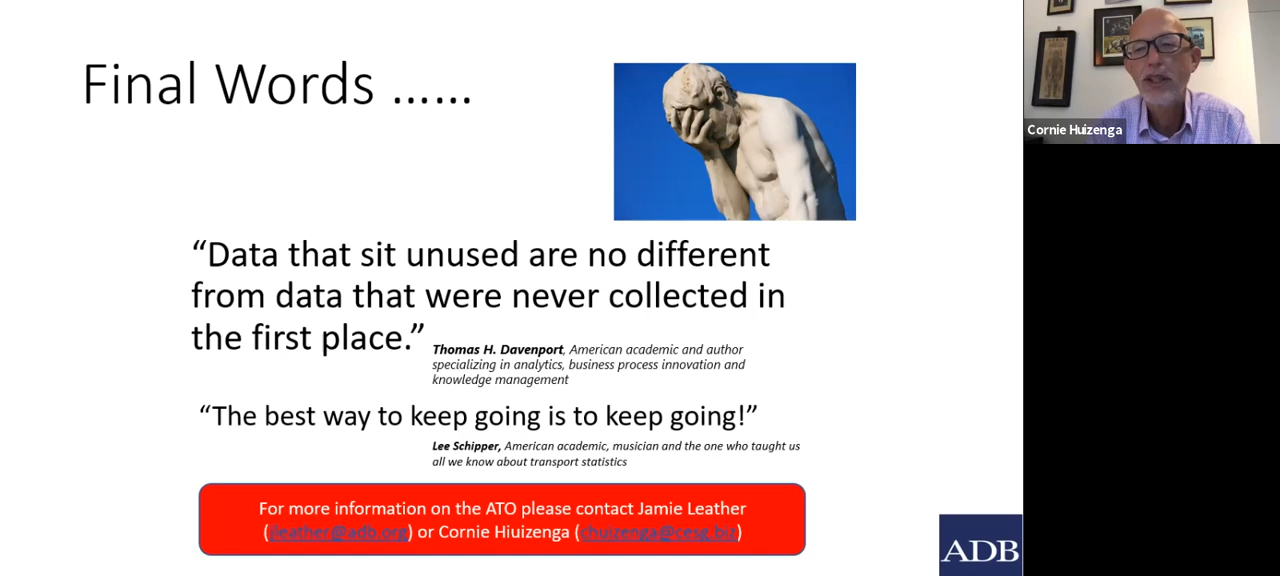 Final Words ......
“Data that sit unused are no different
from data that were never collected in
the first place.”
Thomas H. Davenport, American academic and author
specializing in analytics, business process innovation and
knowledge management
“The best way to keep going is to keep going!”
Lee Schipper, American academic, musician and the one who taught us
all we know about transport statistics
For more information on the ATO please contact Jamie Leather
(jleather@adb.org) or Cornie Hiuizenga (chuizenga@cesg.biz)
ADB
Cornie Huizenga